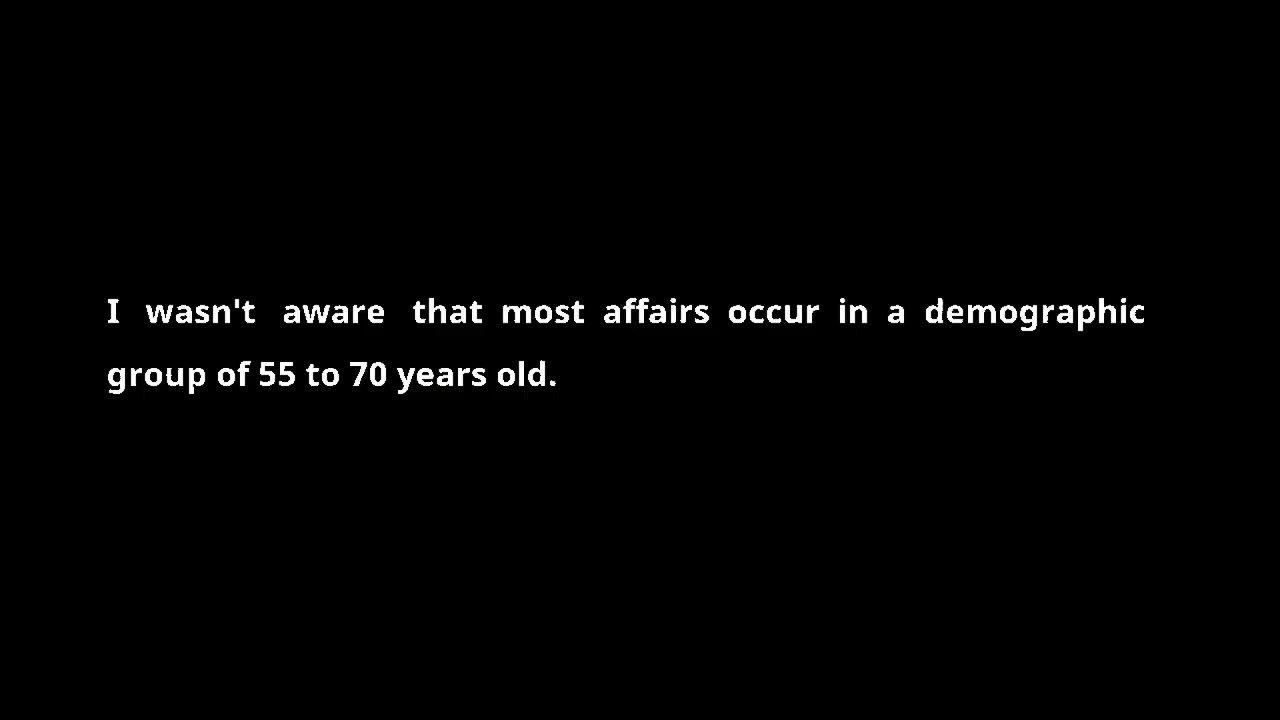 I wasn't aware that most affairs occur in a demographic
group of 55 to 70 years old.